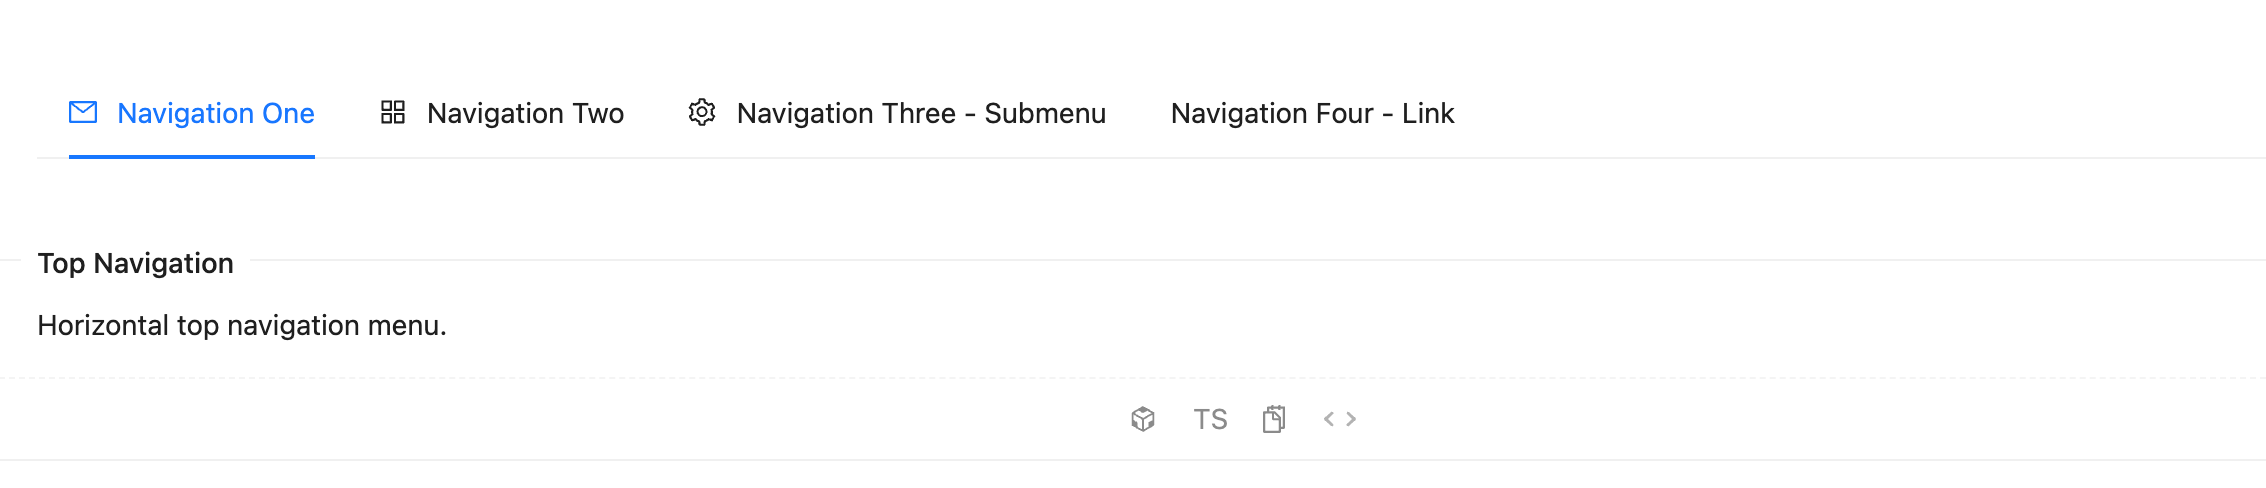 Navigation One Navigation Two Navigation Three - Submenu Navigation Four - Link
Top Navigation
Horizontal top navigation menu.
TS